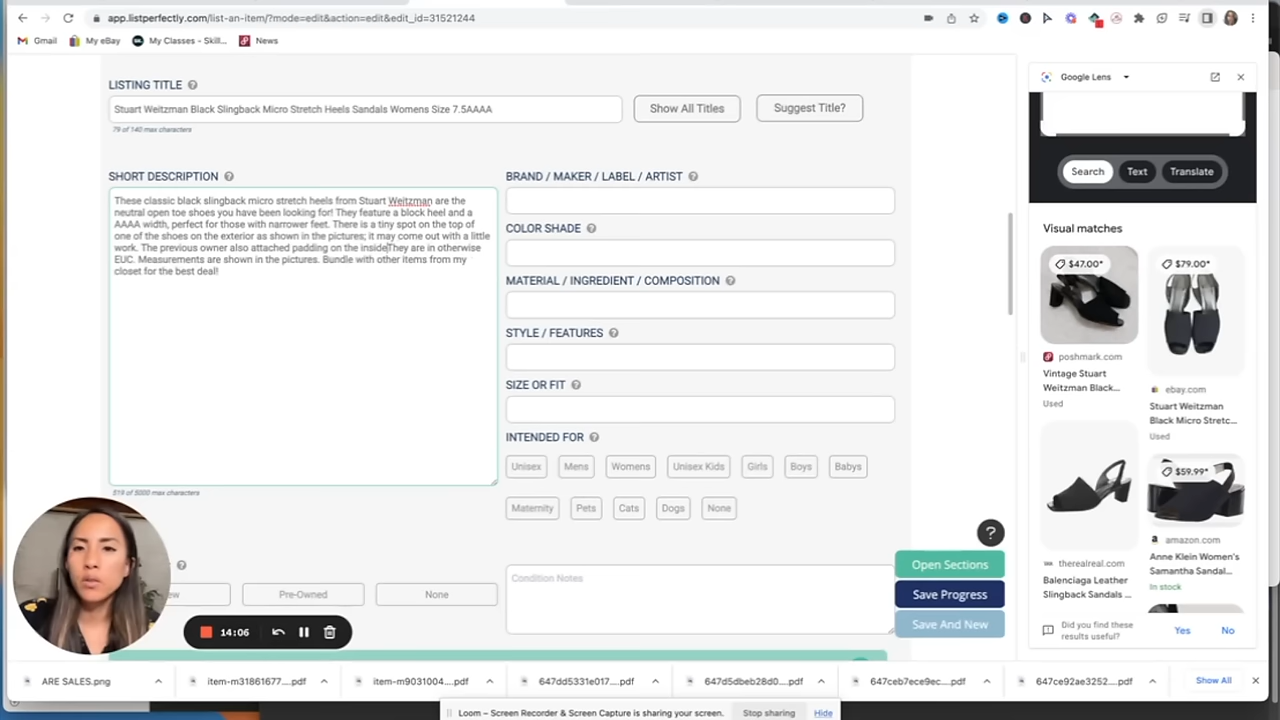 app.listperfectly.com/list-an-item/?mode=edit&action=edit&edit_id=31521244
Gmail
My eBay
My Classes - Skill...
News
LISTING TITLE
Stuart Weitzman Black Slingback Micro Stretch Heels Sandals Womens Size 7.5AAAA
Show All Titles
Suggest Title?
79 of 140 max characters
SHORT DESCRIPTION
These classic black slingback micro stretch heels from Stuart Weitzman are the
neutral open toe shoes you have been looking for! They feature a block heel and a
AAAA width, perfect for those with narrower feet. There is a tiny spot on the top of
one of the shoes on the exterior as shown in the pictures; it may come out with a little
work. The previous owner also attached padding on the insideThey are in otherwise
EUC. Measurements are shown in the pictures. Bundle with other items from my
closet for the best deal!
519 of 5000 max characters
BRAND / MAKER / LABEL / ARTIST
COLOR SHADE
MATERIAL / INGREDIENT / COMPOSITION
STYLE / FEATURES
SIZE OR FIT
INTENDED FOR
Unisex
Mens
Womens
Unisex Kids
Girls
Boys
Babys
Maternity
Pets
Cats
Dogs
None
Pre-Owned
None
Condition Notes
?
Open Sections
Save Progress
Save And New
14:06
Google Lens
Search
Text
Translate
Visual matches
$47.00*
poshmark.com
Vintage Stuart
Weitzman Black...
Used
$79.00*
ebay.com
Stuart Weitzman
Black Micro Stretc...
Used
therealreal.com
Balenciaga Leather
Slingback Sandals ...
$59.99*
amazon.com
Anne Klein Women's
Samantha Sandal...
In stock
Did you find these
results useful?
Yes
No
ARE SALES.png
item-m31861677....pdf
item-m9031004....pdf
647dd5331e017....pdf
647d5dbeb28d0....pdf
647ceb7ece9ec....pdf
647ce92ae3252....pdf
Show All
Loom – Screen Recorder & Screen Capture is sharing your screen.
Stop sharing
Hide